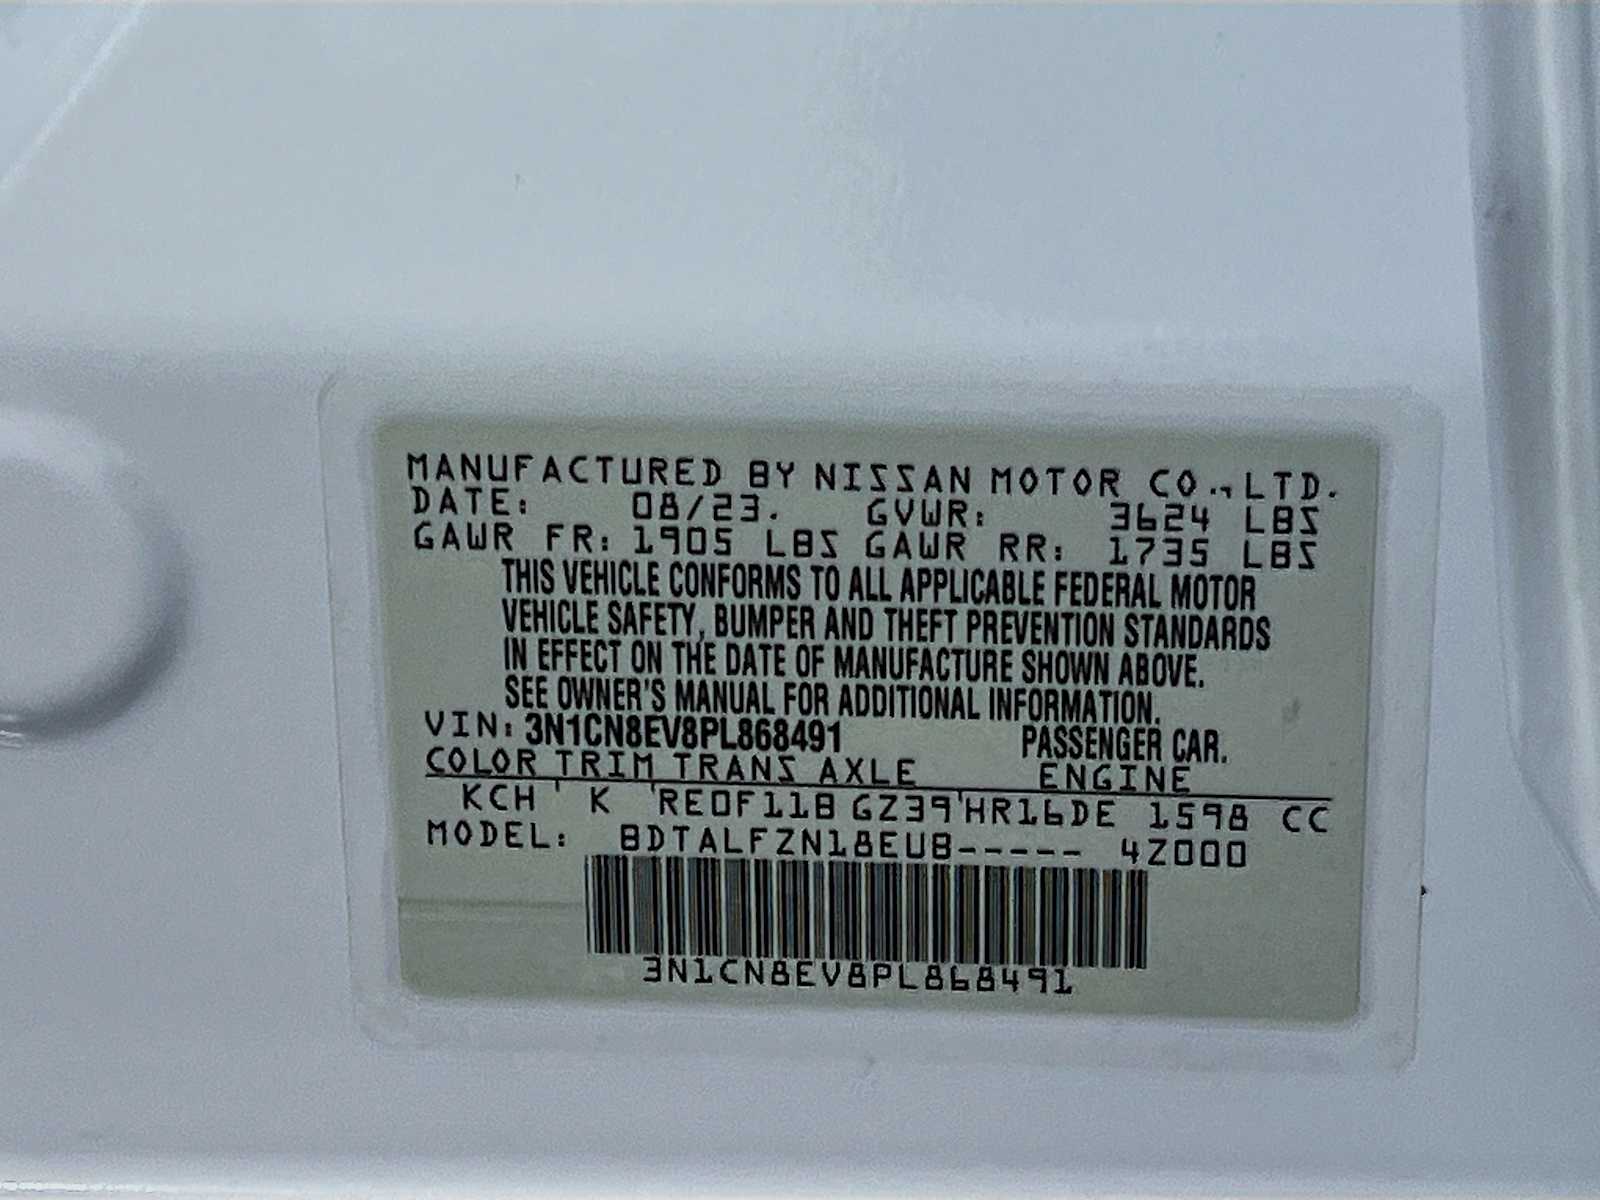 MANUFACTURED BY NISSAN MOTOR CO., LTD.
DATE: 08/23. GVWR: 3624 LBS
GAWR FR: 1905 LBS GAWR RR: 1735 LBS
THIS VEHICLE CONFORMS TO ALL APPLICABLE FEDERAL MOTOR
VEHICLE SAFETY, BUMPER AND THEFT PREVENTION STANDARDS
IN EFFECT ON THE DATE OF MANUFACTURE SHOWN ABOVE.
SEE OWNER'S MANUAL FOR ADDITIONAL INFORMATION.
VIN: 3N1CN8EV8PL868491 PASSENGER CAR.
COLOR TRIM TRANS AXLE ENGINE
KCH K RE0F11B GZ39 HR16DE 1598 CC
MODEL: BDTALFZN18EUB----- 4Z000
3N1CN8EV8PL868491